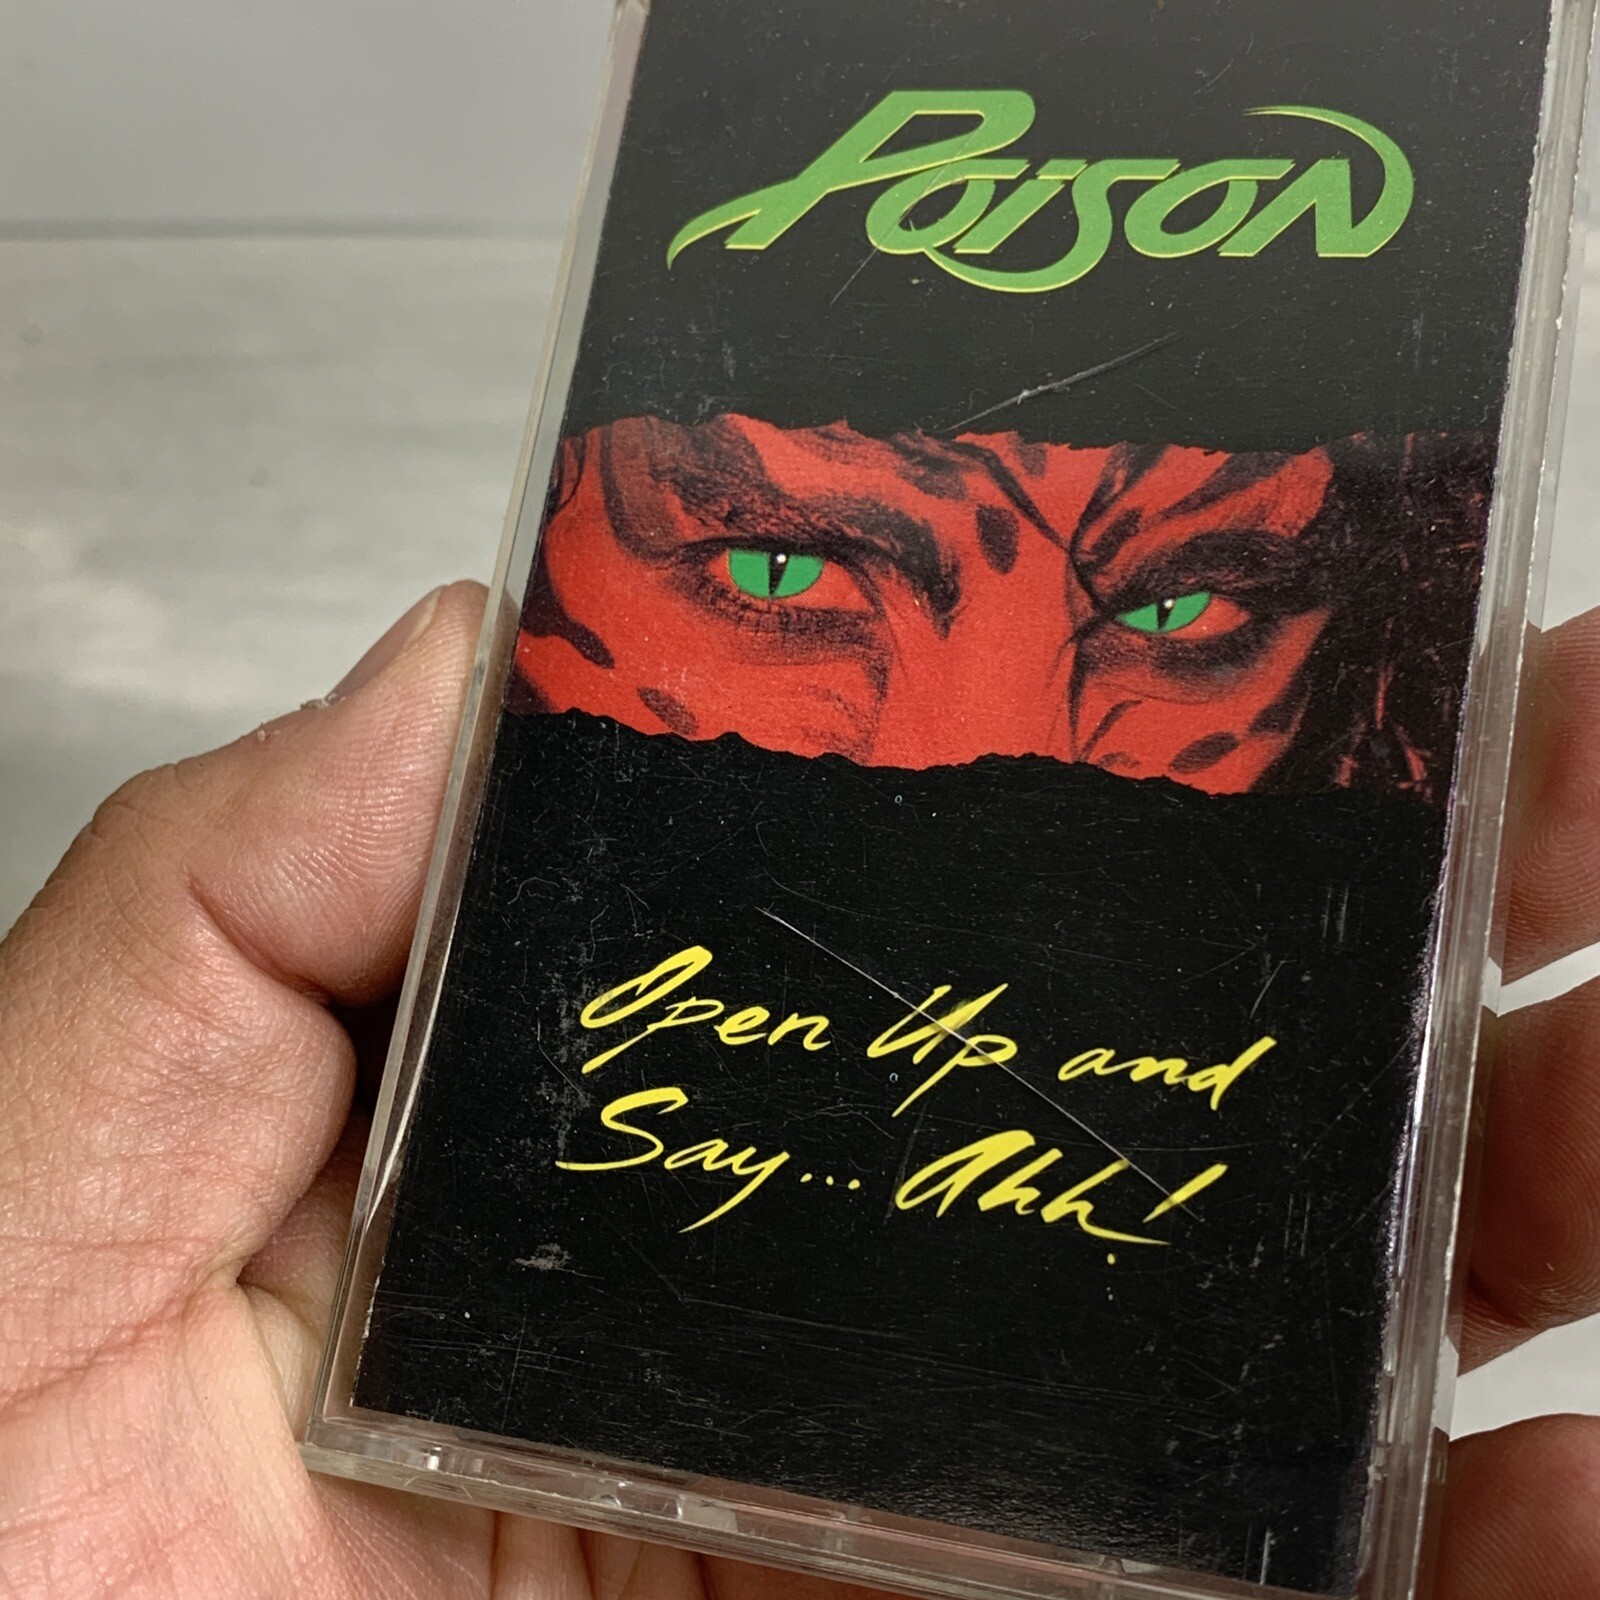 Poison
Open Up and
Say... Ahh!